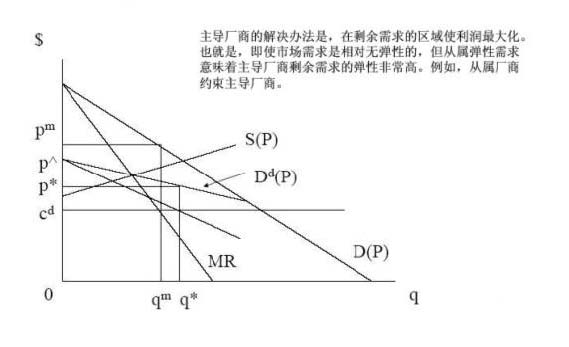 $
主导厂商的解决办法是，在剩余需求的区域使利润最大化。
也就是，即使市场需求是相对无弹性的，但从属弹性需求
意味着主导厂商剩余需求的弹性非常高。例如，从属厂商
约束主导厂商。
pᵐ
S(P)
p^
Dᵈ(P)
p*
cᵈ
MR
D(P)
0
qᵐ q*
q